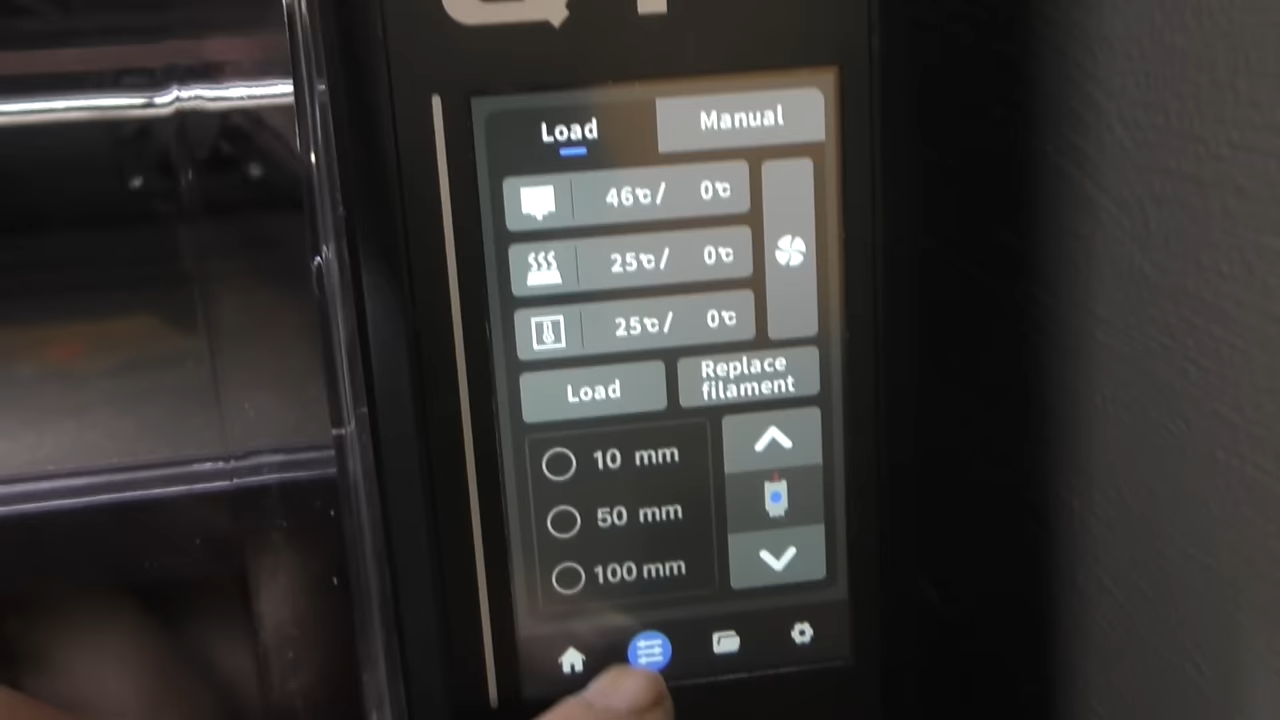 Load
Manual
46℃/ 0℃
25℃/ 0℃
25℃/ 0℃
Load
Replace
filament
10 mm
50 mm
100 mm